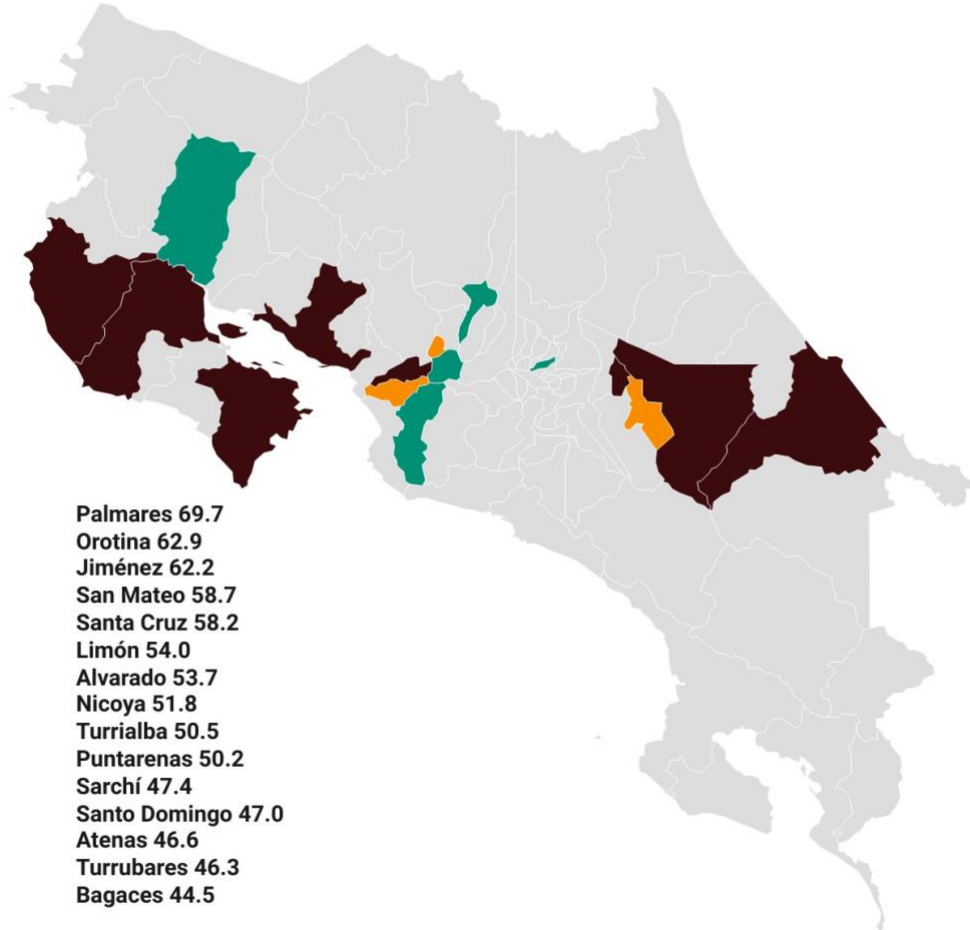 Palmares 69.7
Orotina 62.9
Jiménez 62.2
San Mateo 58.7
Santa Cruz 58.2
Limón 54.0
Alvarado 53.7
Nicoya 51.8
Turrialba 50.5
Puntarenas 50.2
Sarchí 47.4
Santo Domingo 47.0
Atenas 46.6
Turrubares 46.3
Bagaces 44.5